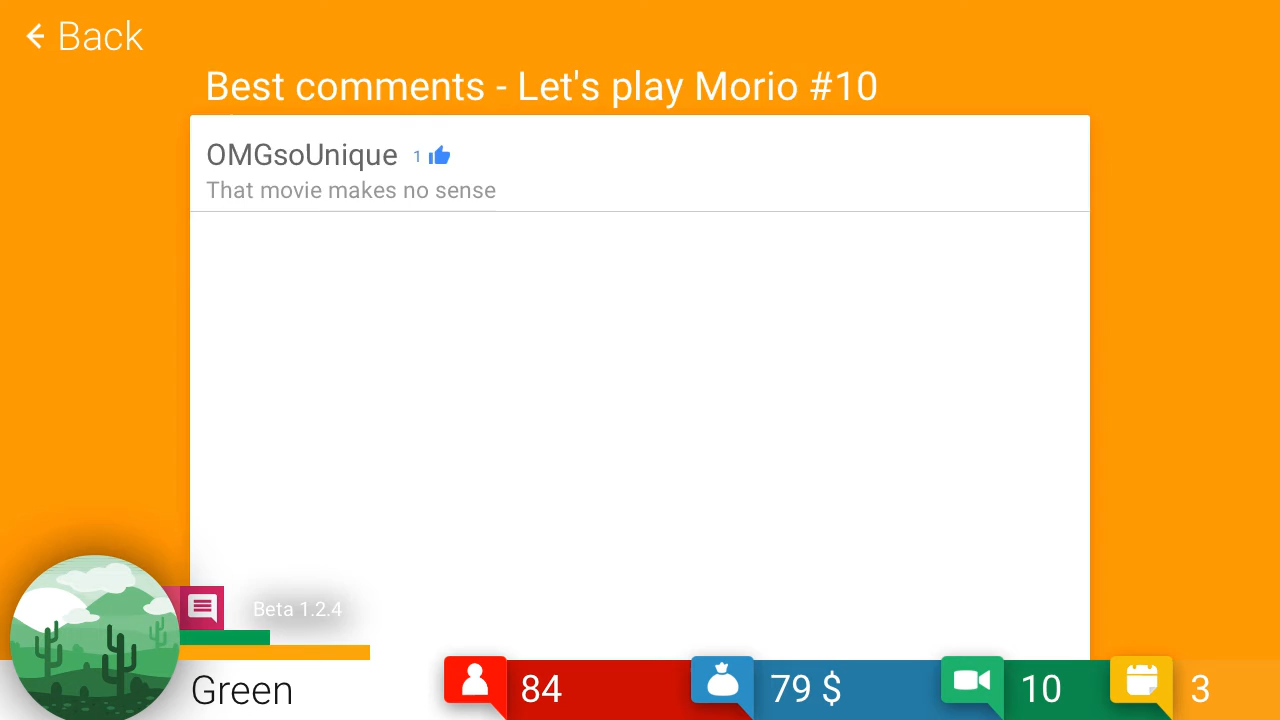 Back
Best comments - Let's play Morio #10
OMGsoUnique 1
That movie makes no sense
Beta 1.2.4
Green 84 79 $ 10 3